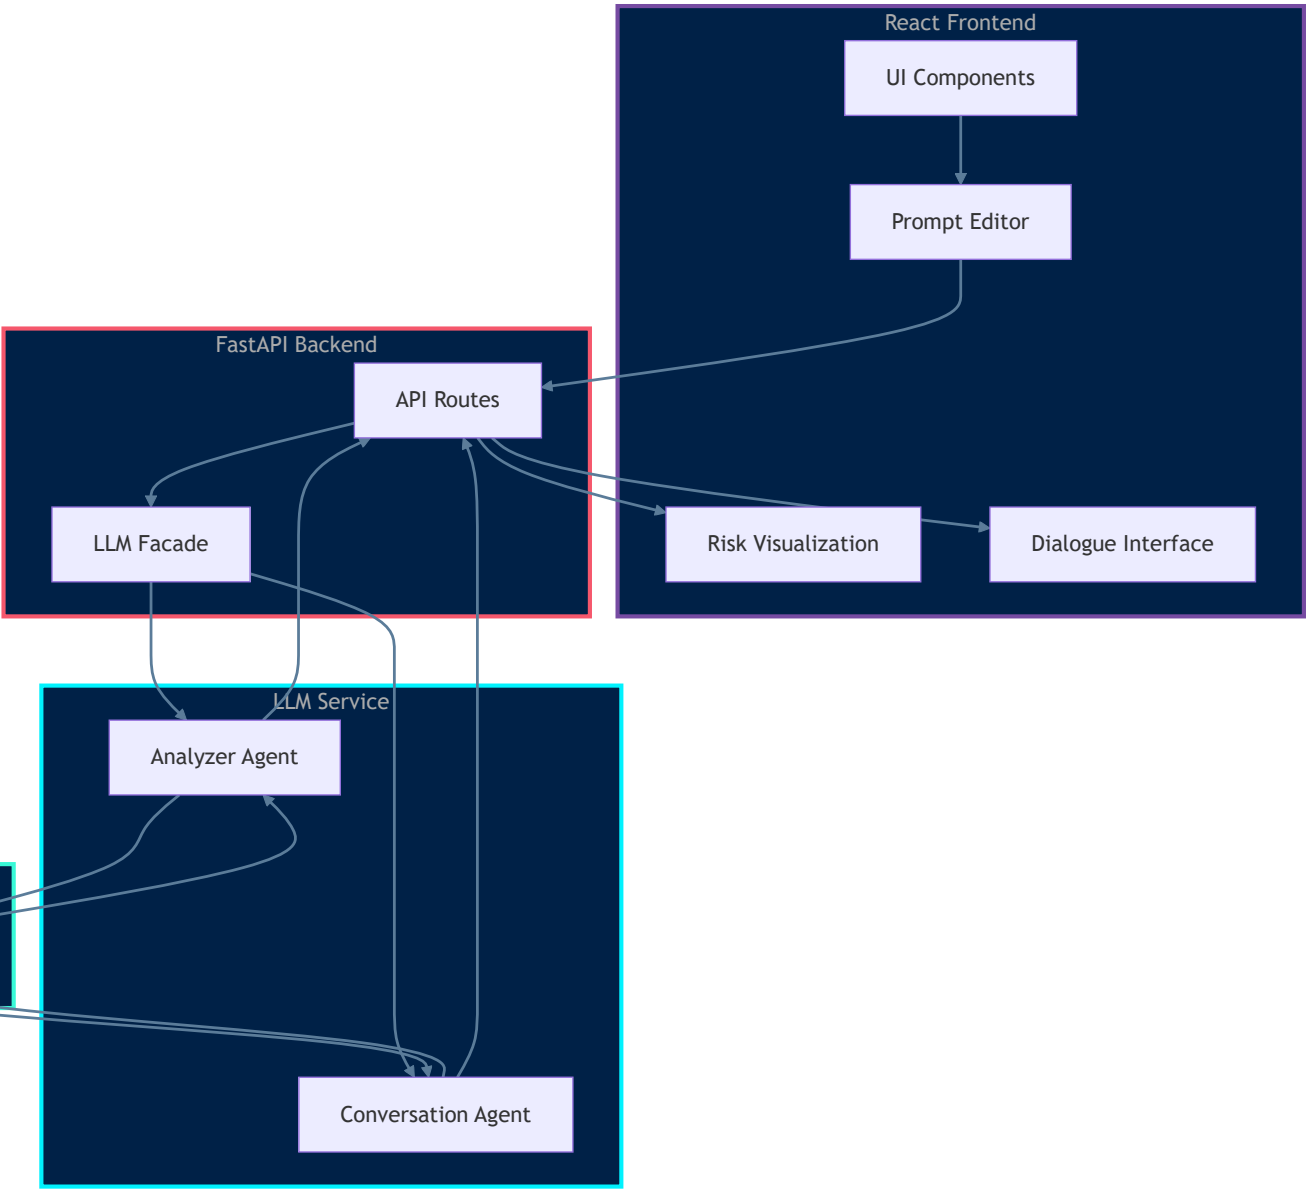 React Frontend
UI Components
Prompt Editor
FastAPI Backend
API Routes
LLM Facade
Risk Visualization
Dialogue Interface
LLM Service
Analyzer Agent
Conversation Agent